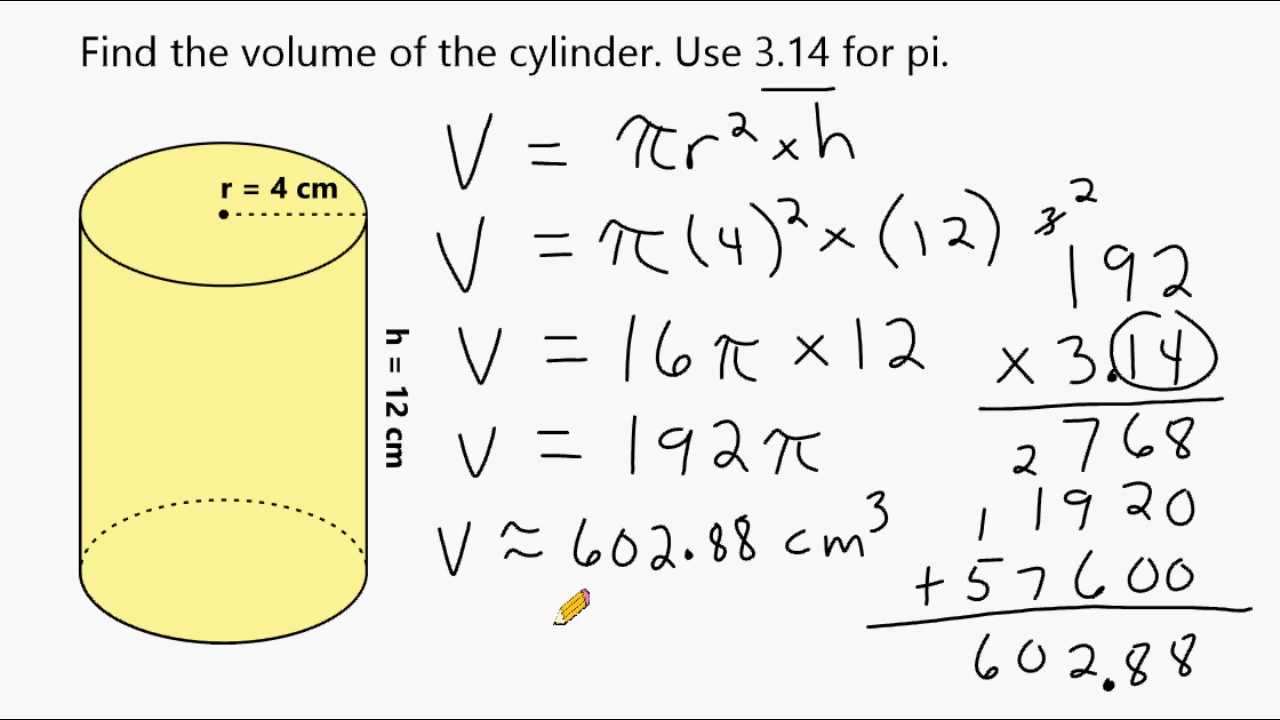 Find the volume of the cylinder. Use 3.14 for pi.
r = 4 cm
h = 12 cm
V = πr² × h
V = π(4)² × (12)
V = 16π × 12
V = 192π
V ≈ 602.88 cm³
3 2
192
× 3.14
768
2
1920
1
+ 57600
602.88